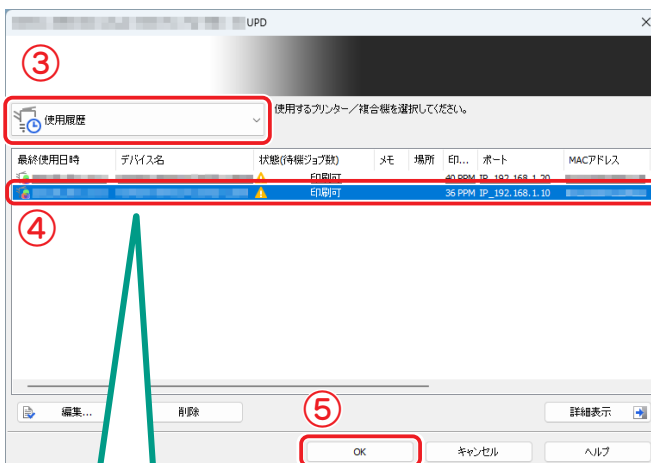 UPD
③
使用履歴
使用するプリンター／複合機を選択してください。
最終使用日時 デバイス名 状態(待機ジョブ数) メモ 場所 印... ポート MACアドレス
印刷可 40 PPM IP_192.168.1.20
印刷可 36 PPM IP_192.168.1.10
④
編集... 削除 詳細表示
⑤
OK キャンセル ヘルプ